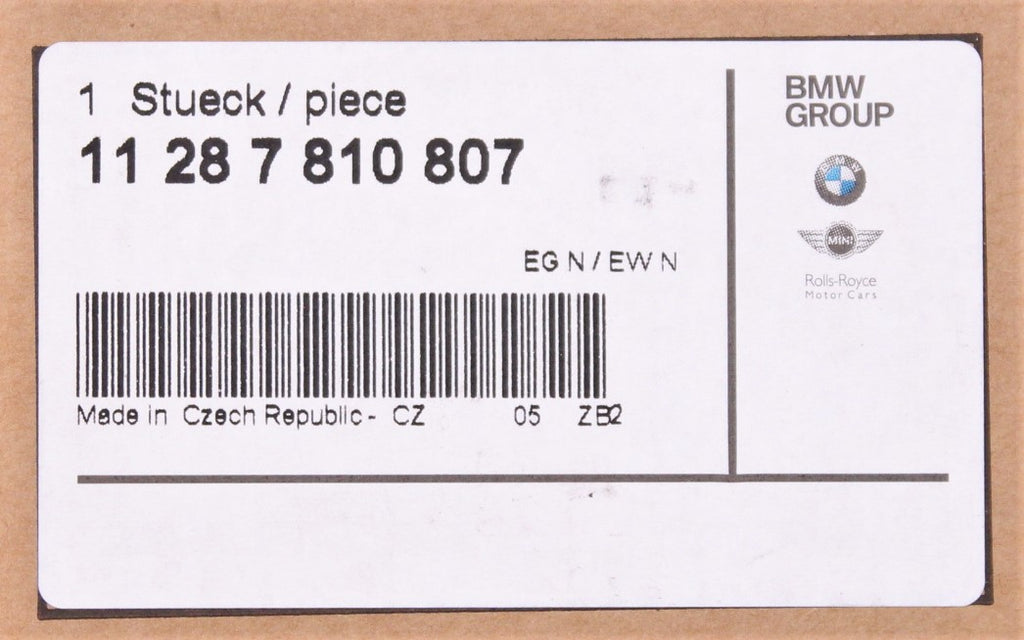 1 Stueck / piece
11 28 7 810 807
EG N / EW N
Made in Czech Republic - CZ 05 ZB2
BMW
GROUP
BMW
MINI
Rolls-Royce
Motor Cars